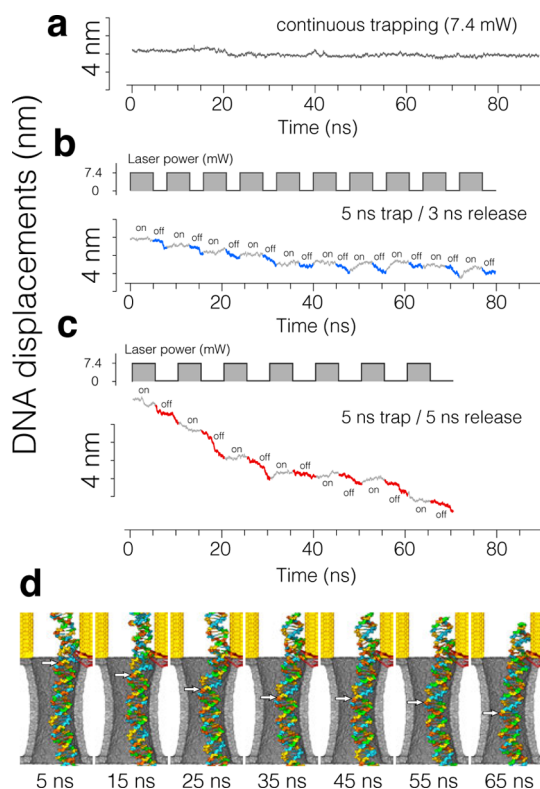 a
continuous trapping (7.4 mW)
4 nm
0 20 40 60 80
Time (ns)
DNA displacements (nm)
b
Laser power (mW)
7.4
0
5 ns trap / 3 ns release
on off on off on off on off on off on off on off on off on off
4 nm
0 20 40 60 80
Time (ns)
c
Laser power (mW)
7.4
0
5 ns trap / 5 ns release
on off on off on off on off on off on off on off
4 nm
0 20 40 60 80
Time (ns)
d
5 ns 15 ns 25 ns 35 ns 45 ns 55 ns 65 ns